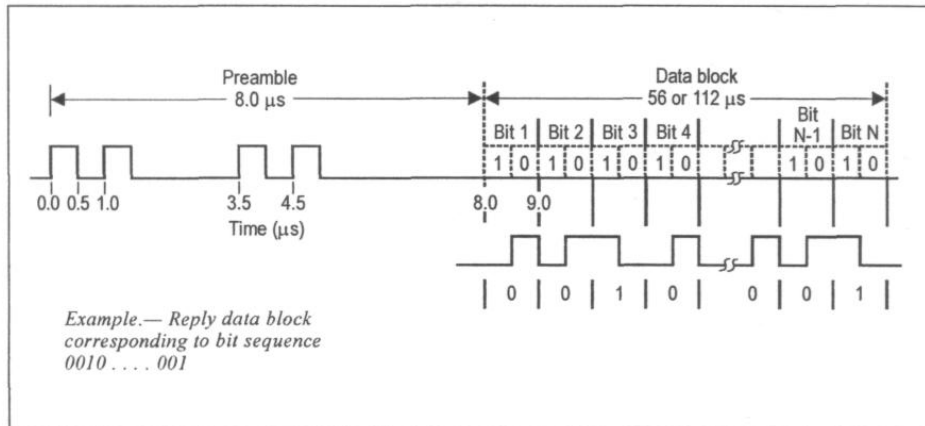 Preamble
8.0 μs
Data block
56 or 112 μs
Bit 1 Bit 2 Bit 3 Bit 4 Bit N-1 Bit N
1 0 1 0 1 0 1 0 1 0 1 0
0.0 0.5 1.0 3.5 4.5 8.0 9.0
Time (μs)
0 0 1 0 0 0 1
Example.— Reply data block
corresponding to bit sequence
0010 . . . . 001